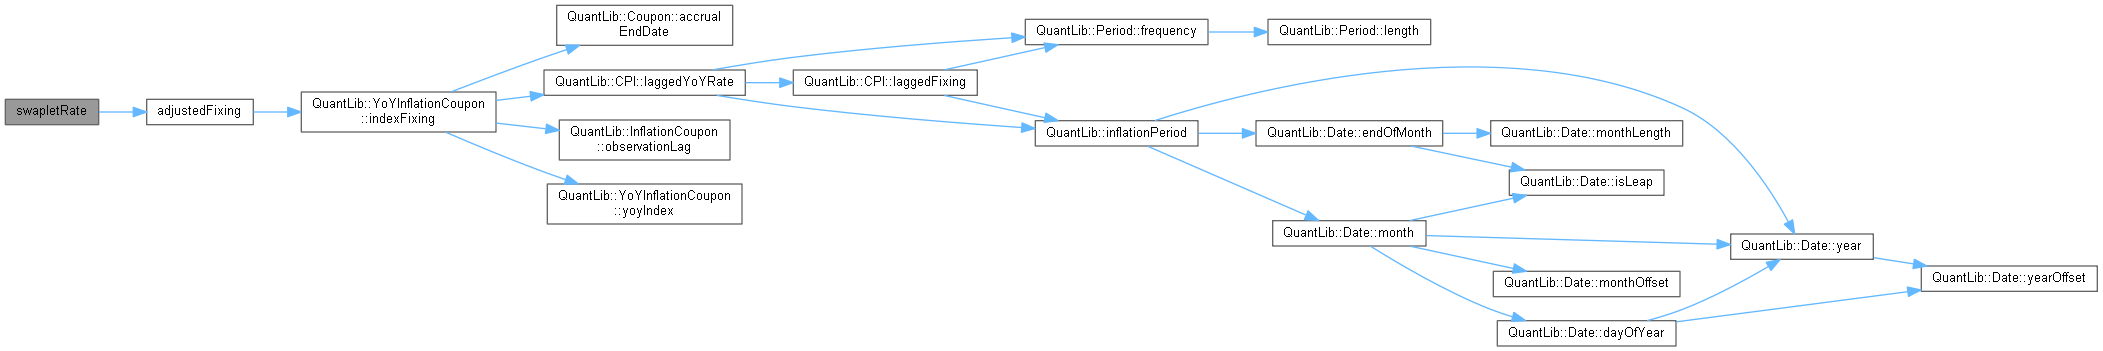 swapletRate
adjustedFixing
QuantLib::YoYInflationCoupon
::indexFixing
QuantLib::Coupon::accrual
EndDate
QuantLib::CPI::laggedYoYRate
QuantLib::InflationCoupon
::observationLag
QuantLib::YoYInflationCoupon
::yoyIndex
QuantLib::CPI::laggedFixing
QuantLib::Period::frequency
QuantLib::inflationPeriod
QuantLib::Period::length
QuantLib::Date::endOfMonth
QuantLib::Date::month
QuantLib::Date::monthLength
QuantLib::Date::isLeap
QuantLib::Date::monthOffset
QuantLib::Date::dayOfYear
QuantLib::Date::year
QuantLib::Date::yearOffset